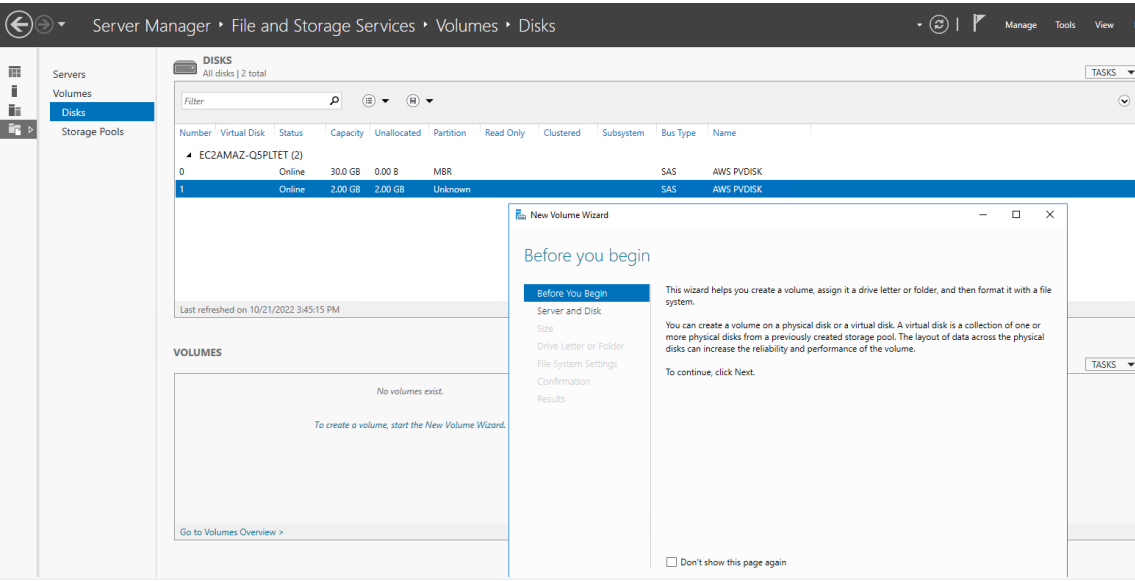 Server Manager ‣ File and Storage Services ‣ Volumes ‣ Disks
Manage Tools View
Servers
Volumes
Disks
Storage Pools
DISKS
All disks | 2 total
TASKS
Filter
Number Virtual Disk Status Capacity Unallocated Partition Read Only Clustered Subsystem Bus Type Name
EC2AMAZ-Q5PLTET (2)
0 Online 30.0 GB 0.00 B MBR SAS AWS PVDISK
1 Online 2.00 GB 2.00 GB Unknown SAS AWS PVDISK
Last refreshed on 10/21/2022 3:45:15 PM
VOLUMES
TASKS
No volumes exist.
To create a volume, start the New Volume Wizard.
Go to Volumes Overview >
New Volume Wizard
Before you begin
Before You Begin
Server and Disk
Size
Drive Letter or Folder
File System Settings
Confirmation
Results
This wizard helps you create a volume, assign it a drive letter or folder, and then format it with a file
system.
You can create a volume on a physical disk or a virtual disk. A virtual disk is a collection of one or
more physical disks from a previously created storage pool. The layout of data across the physical
disks can increase the reliability and performance of the volume.
To continue, click Next.
Don't show this page again